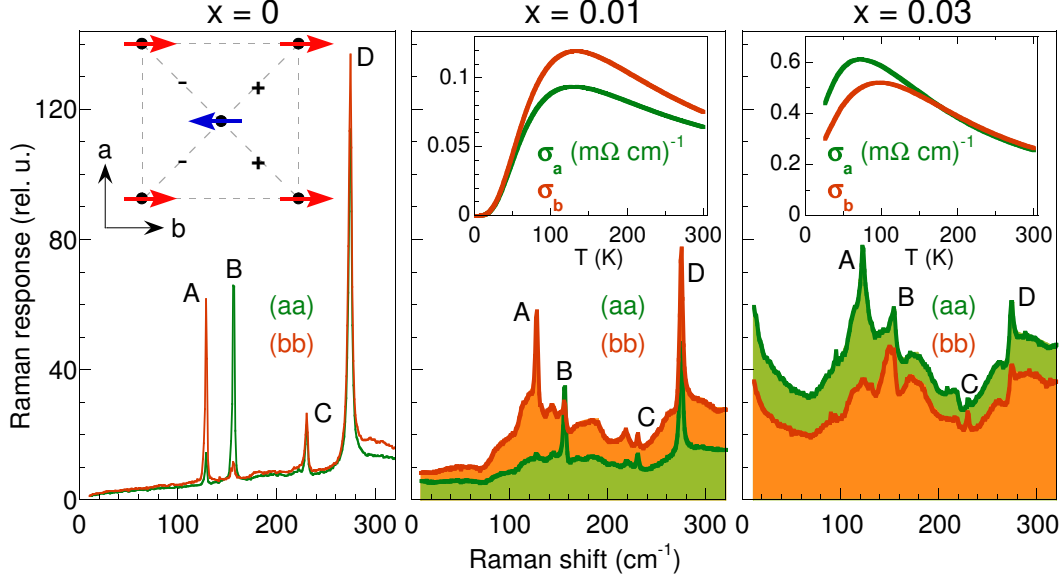 x = 0
x = 0.01
x = 0.03
Raman response (rel. u.)
0
40
80
120
0
100
200
300
-
+
-
+
a
b
A
B
C
D
(aa)
(bb)
0.1
0.05
0
0
100
200
300
T (K)
σa (mΩ cm)-1
σb
A
B
C
D
(aa)
(bb)
0
100
200
300
0.6
0.4
0.2
0
0
100
200
300
T (K)
σa (mΩ cm)-1
σb
A
B
C
D
(aa)
(bb)
0
100
200
300
Raman shift (cm-1)